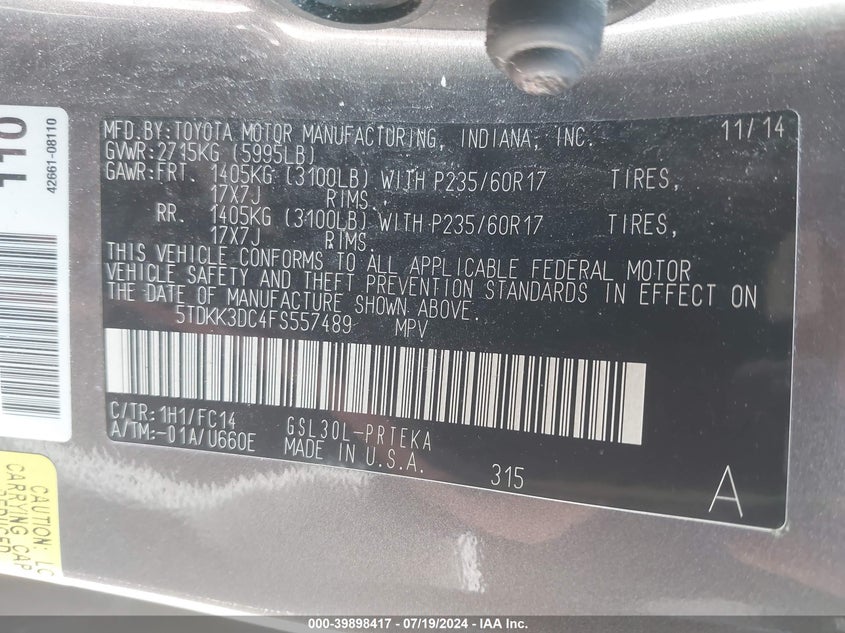 MFD.BY:TOYOTA MOTOR MANUFACTURING, INDIANA, INC. 11/14
GVWR:2715KG (5995LB)
GAWR:FRT. 1405KG (3100LB) WITH P235/60R17 TIRES,
17X7J RIMS.
RR. 1405KG (3100LB) WITH P235/60R17 TIRES,
17X7J RIMS.
THIS VEHICLE CONFORMS TO ALL APPLICABLE FEDERAL MOTOR
VEHICLE SAFETY AND THEFT PREVENTION STANDARDS IN EFFECT ON
THE DATE OF MANUFACTURE SHOWN ABOVE.
5TDKK3DC4FS557489 MPV
C/TR:1H1/FC14 GSL30L-PRTEKA
A/TM:-01A/U660E MADE IN U.S.A.
315
A
110
42661-08110
CAUTION: LO
CARRYING CAP
000-39898417 - 07/19/2024 - IAA Inc.